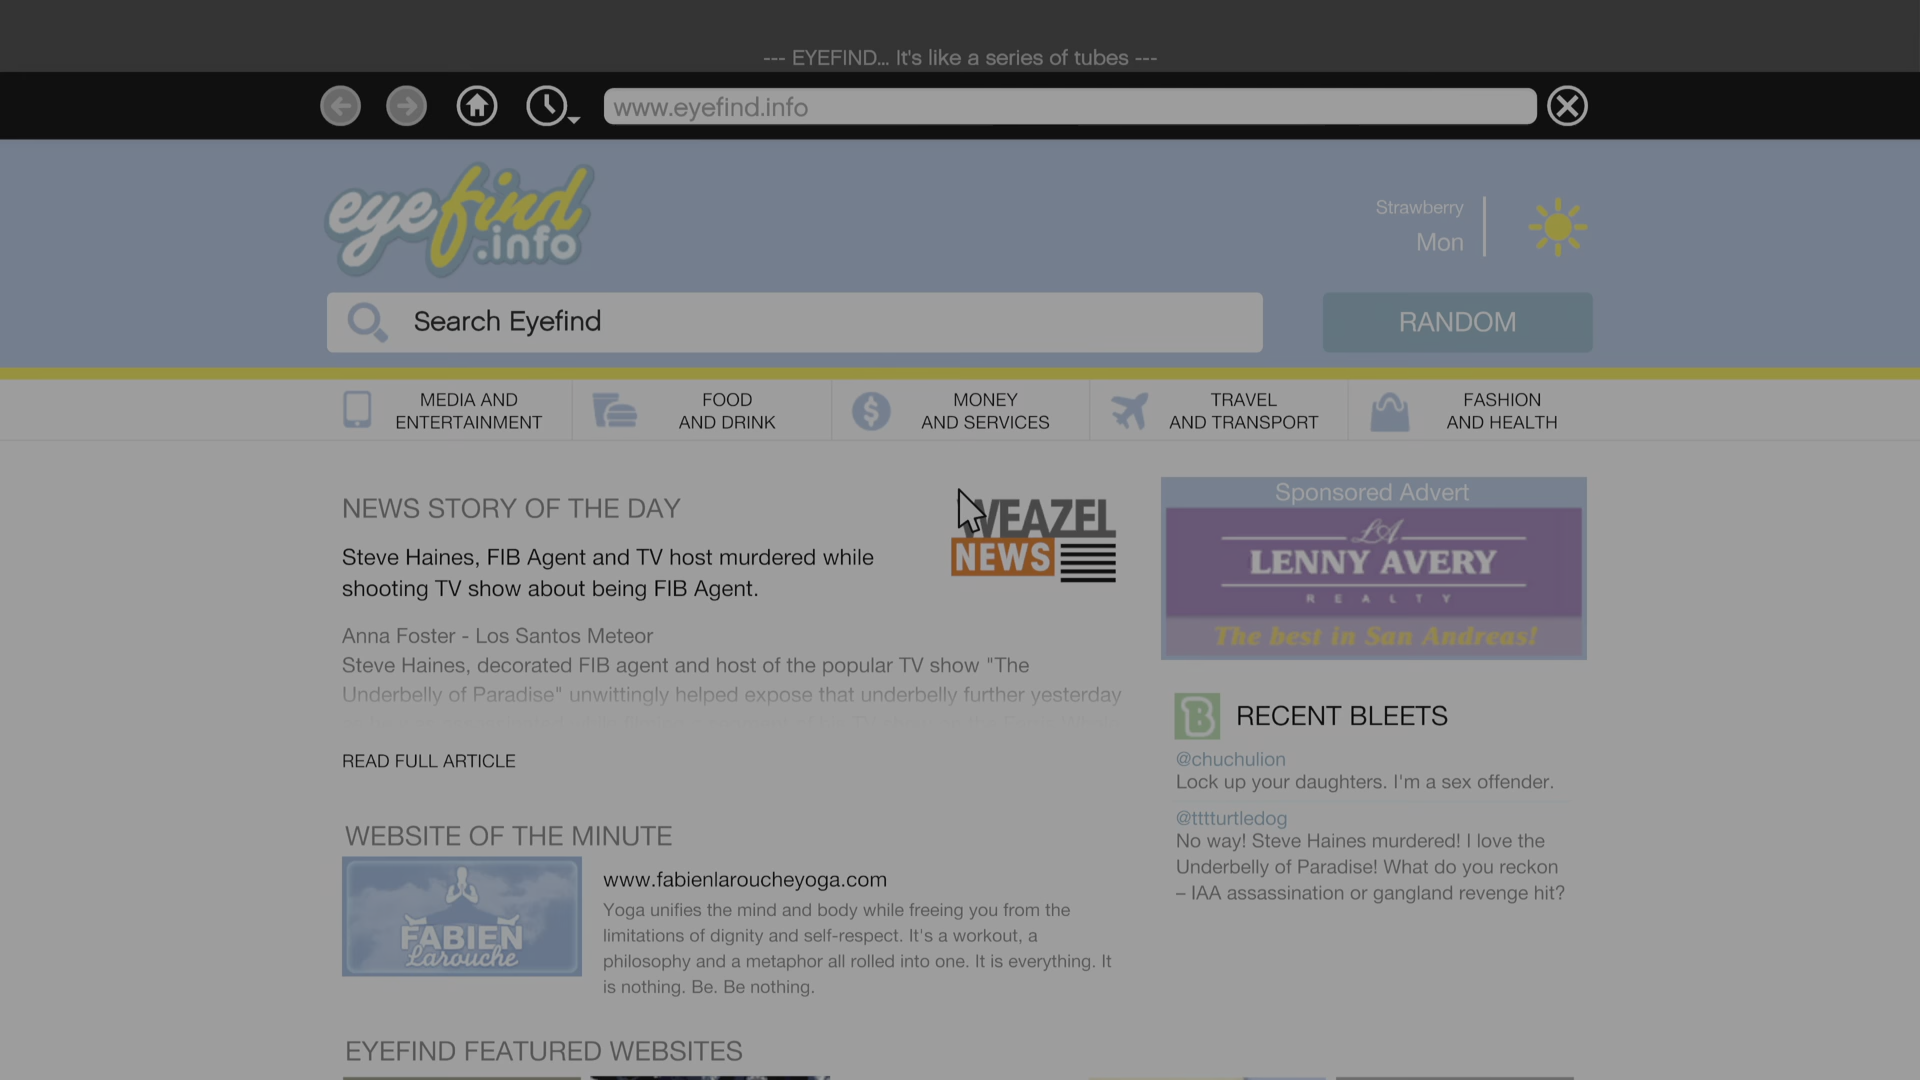 --- EYEFIND... It's like a series of tubes ---
www.eyefind.info
eyefind
.info
Strawberry
Mon
Search Eyefind
RANDOM
MEDIA AND
ENTERTAINMENT
FOOD
AND DRINK
MONEY
AND SERVICES
TRAVEL
AND TRANSPORT
FASHION
AND HEALTH
NEWS STORY OF THE DAY
WEAZEL
NEWS
Steve Haines, FIB Agent and TV host murdered while
shooting TV show about being FIB Agent.
Anna Foster - Los Santos Meteor
Steve Haines, decorated FIB agent and host of the popular TV show "The
Underbelly of Paradise" unwittingly helped expose that underbelly further yesterday
READ FULL ARTICLE
Sponsored Advert
LA
LENNY AVERY
REALTY
The best in San Andreas!
B
RECENT BLEETS
@chuchulion
Lock up your daughters. I'm a sex offender.
@tttturtledog
No way! Steve Haines murdered! I love the
Underbelly of Paradise! What do you reckon
– IAA assassination or gangland revenge hit?
WEBSITE OF THE MINUTE
FABIEN
Larouche
www.fabienlaroucheyoga.com
Yoga unifies the mind and body while freeing you from the
limitations of dignity and self-respect. It's a workout, a
philosophy and a metaphor all rolled into one. It is everything. It
is nothing. Be. Be nothing.
EYEFIND FEATURED WEBSITES